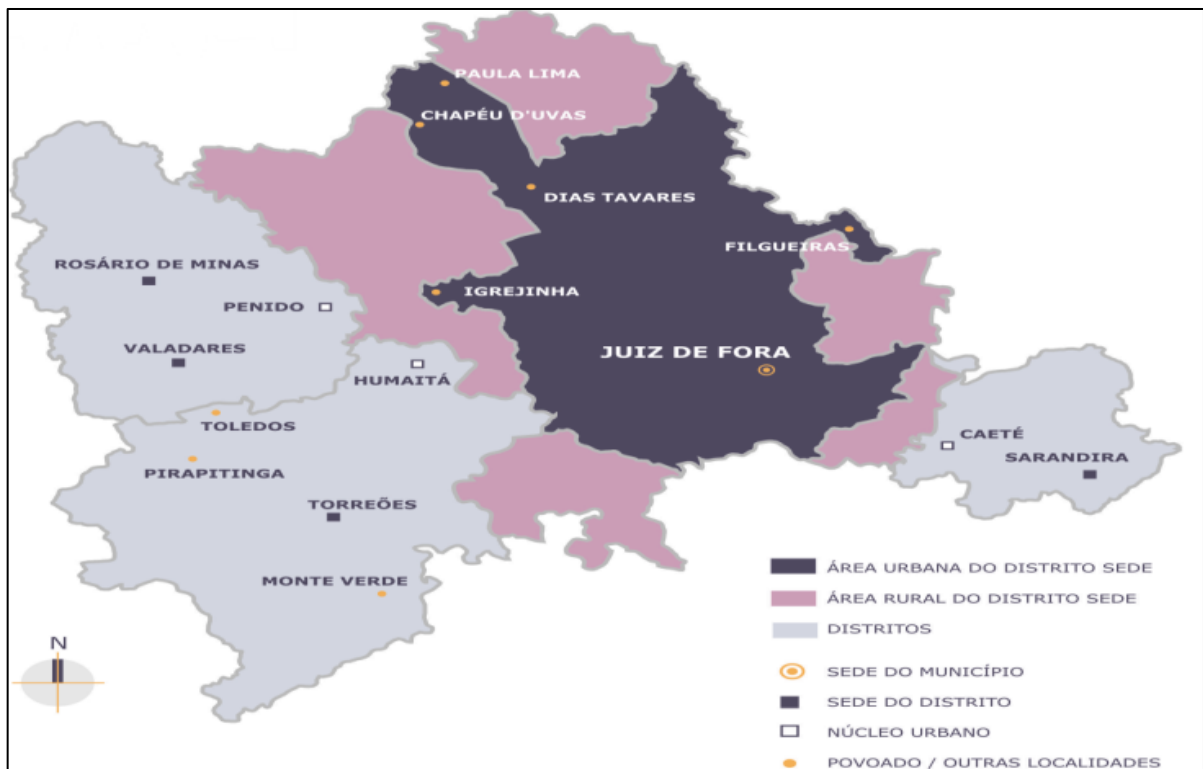 PAULA LIMA
CHAPÉU D'UVAS
DIAS TAVARES
FILGUEIRAS
ROSÁRIO DE MINAS
PENIDO
IGREJINHA
VALADARES
JUIZ DE FORA
HUMAITÁ
TOLEDOS
CAETÉ
PIRAPITINGA
SARANDIRA
TORREÕES
MONTE VERDE
ÁREA URBANA DO DISTRITO SEDE
ÁREA RURAL DO DISTRITO SEDE
DISTRITOS
N
SEDE DO MUNICÍPIO
SEDE DO DISTRITO
NÚCLEO URBANO
POVOADO / OUTRAS LOCALIDADES